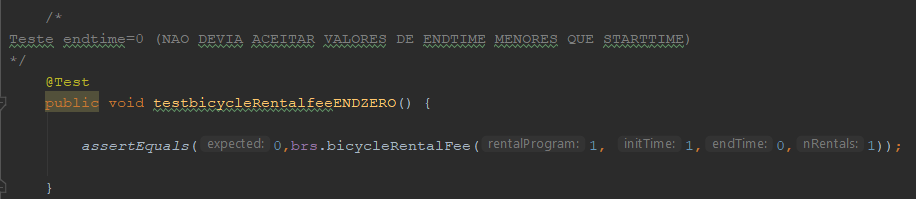 /*
Teste endtime=0 (NAO DEVIA ACEITAR VALORES DE ENDTIME MENORES QUE STARTTIME)
*/
@Test
public void testbicycleRentalfeeENDZERO() {
assertEquals( expected: 0,brs.bicycleRentalFee( rentalProgram: 1, initTime: 1, endTime: 0, nRentals: 1));
}